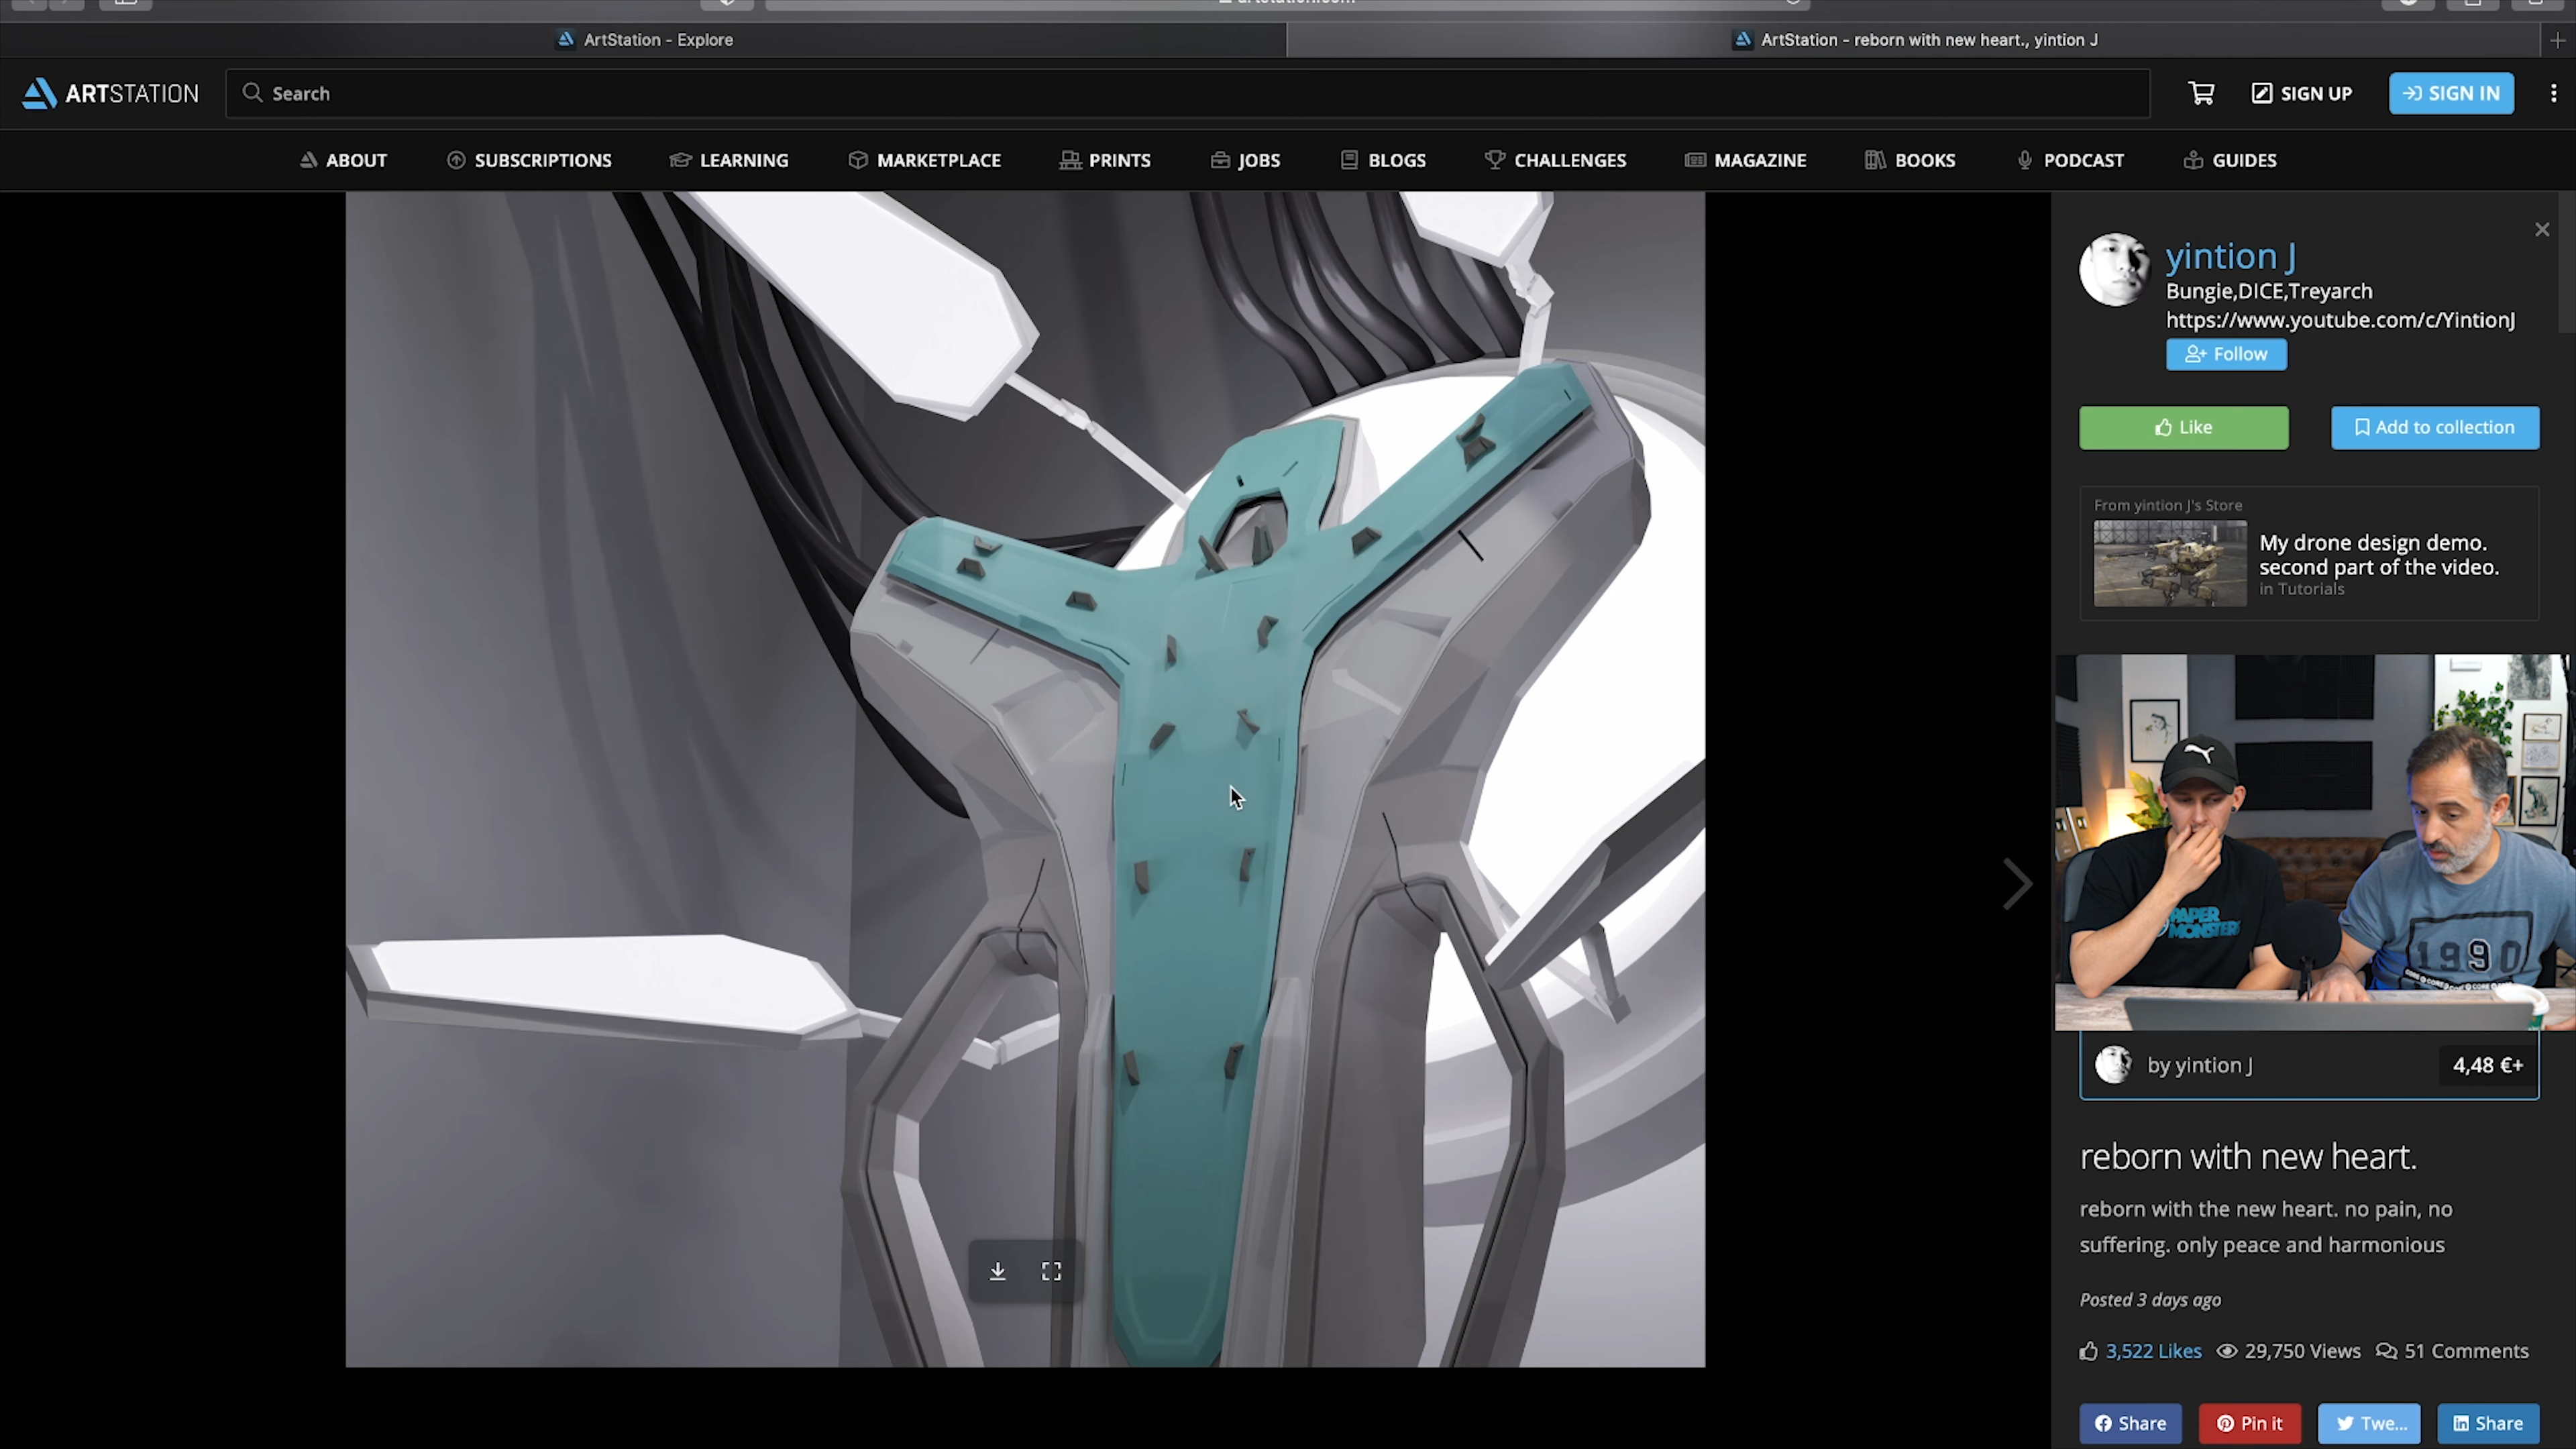 artstation.com
ArtStation - Explore
ArtStation - reborn with new heart., yintion J
ARTSTATION
Search
SIGN UP
SIGN IN
ABOUT
SUBSCRIPTIONS
LEARNING
MARKETPLACE
PRINTS
JOBS
BLOGS
CHALLENGES
MAGAZINE
BOOKS
PODCAST
GUIDES
yintion J
Bungie,DICE,Treyarch
https://www.youtube.com/c/YintionJ
Follow
Like
Add to collection
From yintion J's Store
My drone design demo.
second part of the video.
in Tutorials
PAPER
MONSTERS
1990
by yintion J
4,48 €+
reborn with new heart.
reborn with the new heart. no pain, no
suffering. only peace and harmonious
Posted 3 days ago
3,522 Likes
29,750 Views
51 Comments
Share
Pin it
Twe...
Share